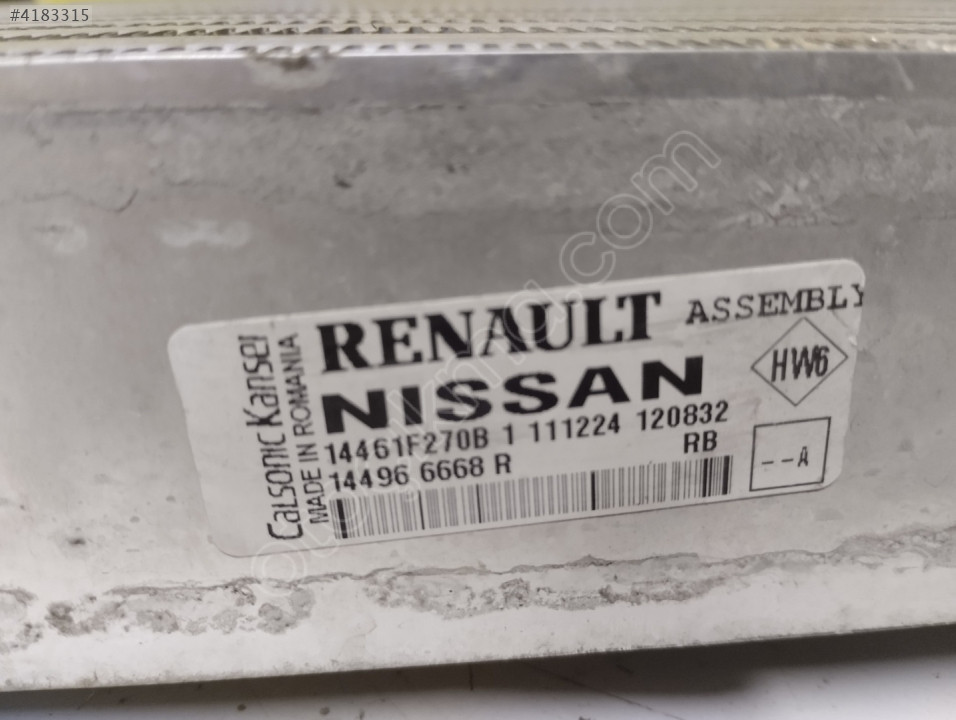 #4183315
Calsonic Kansei
MADE IN ROMANIA
RENAULT
ASSEMBLY
NISSAN
HW6
14461F270B 1 111224 120832
14496 6668 R
RB
--A